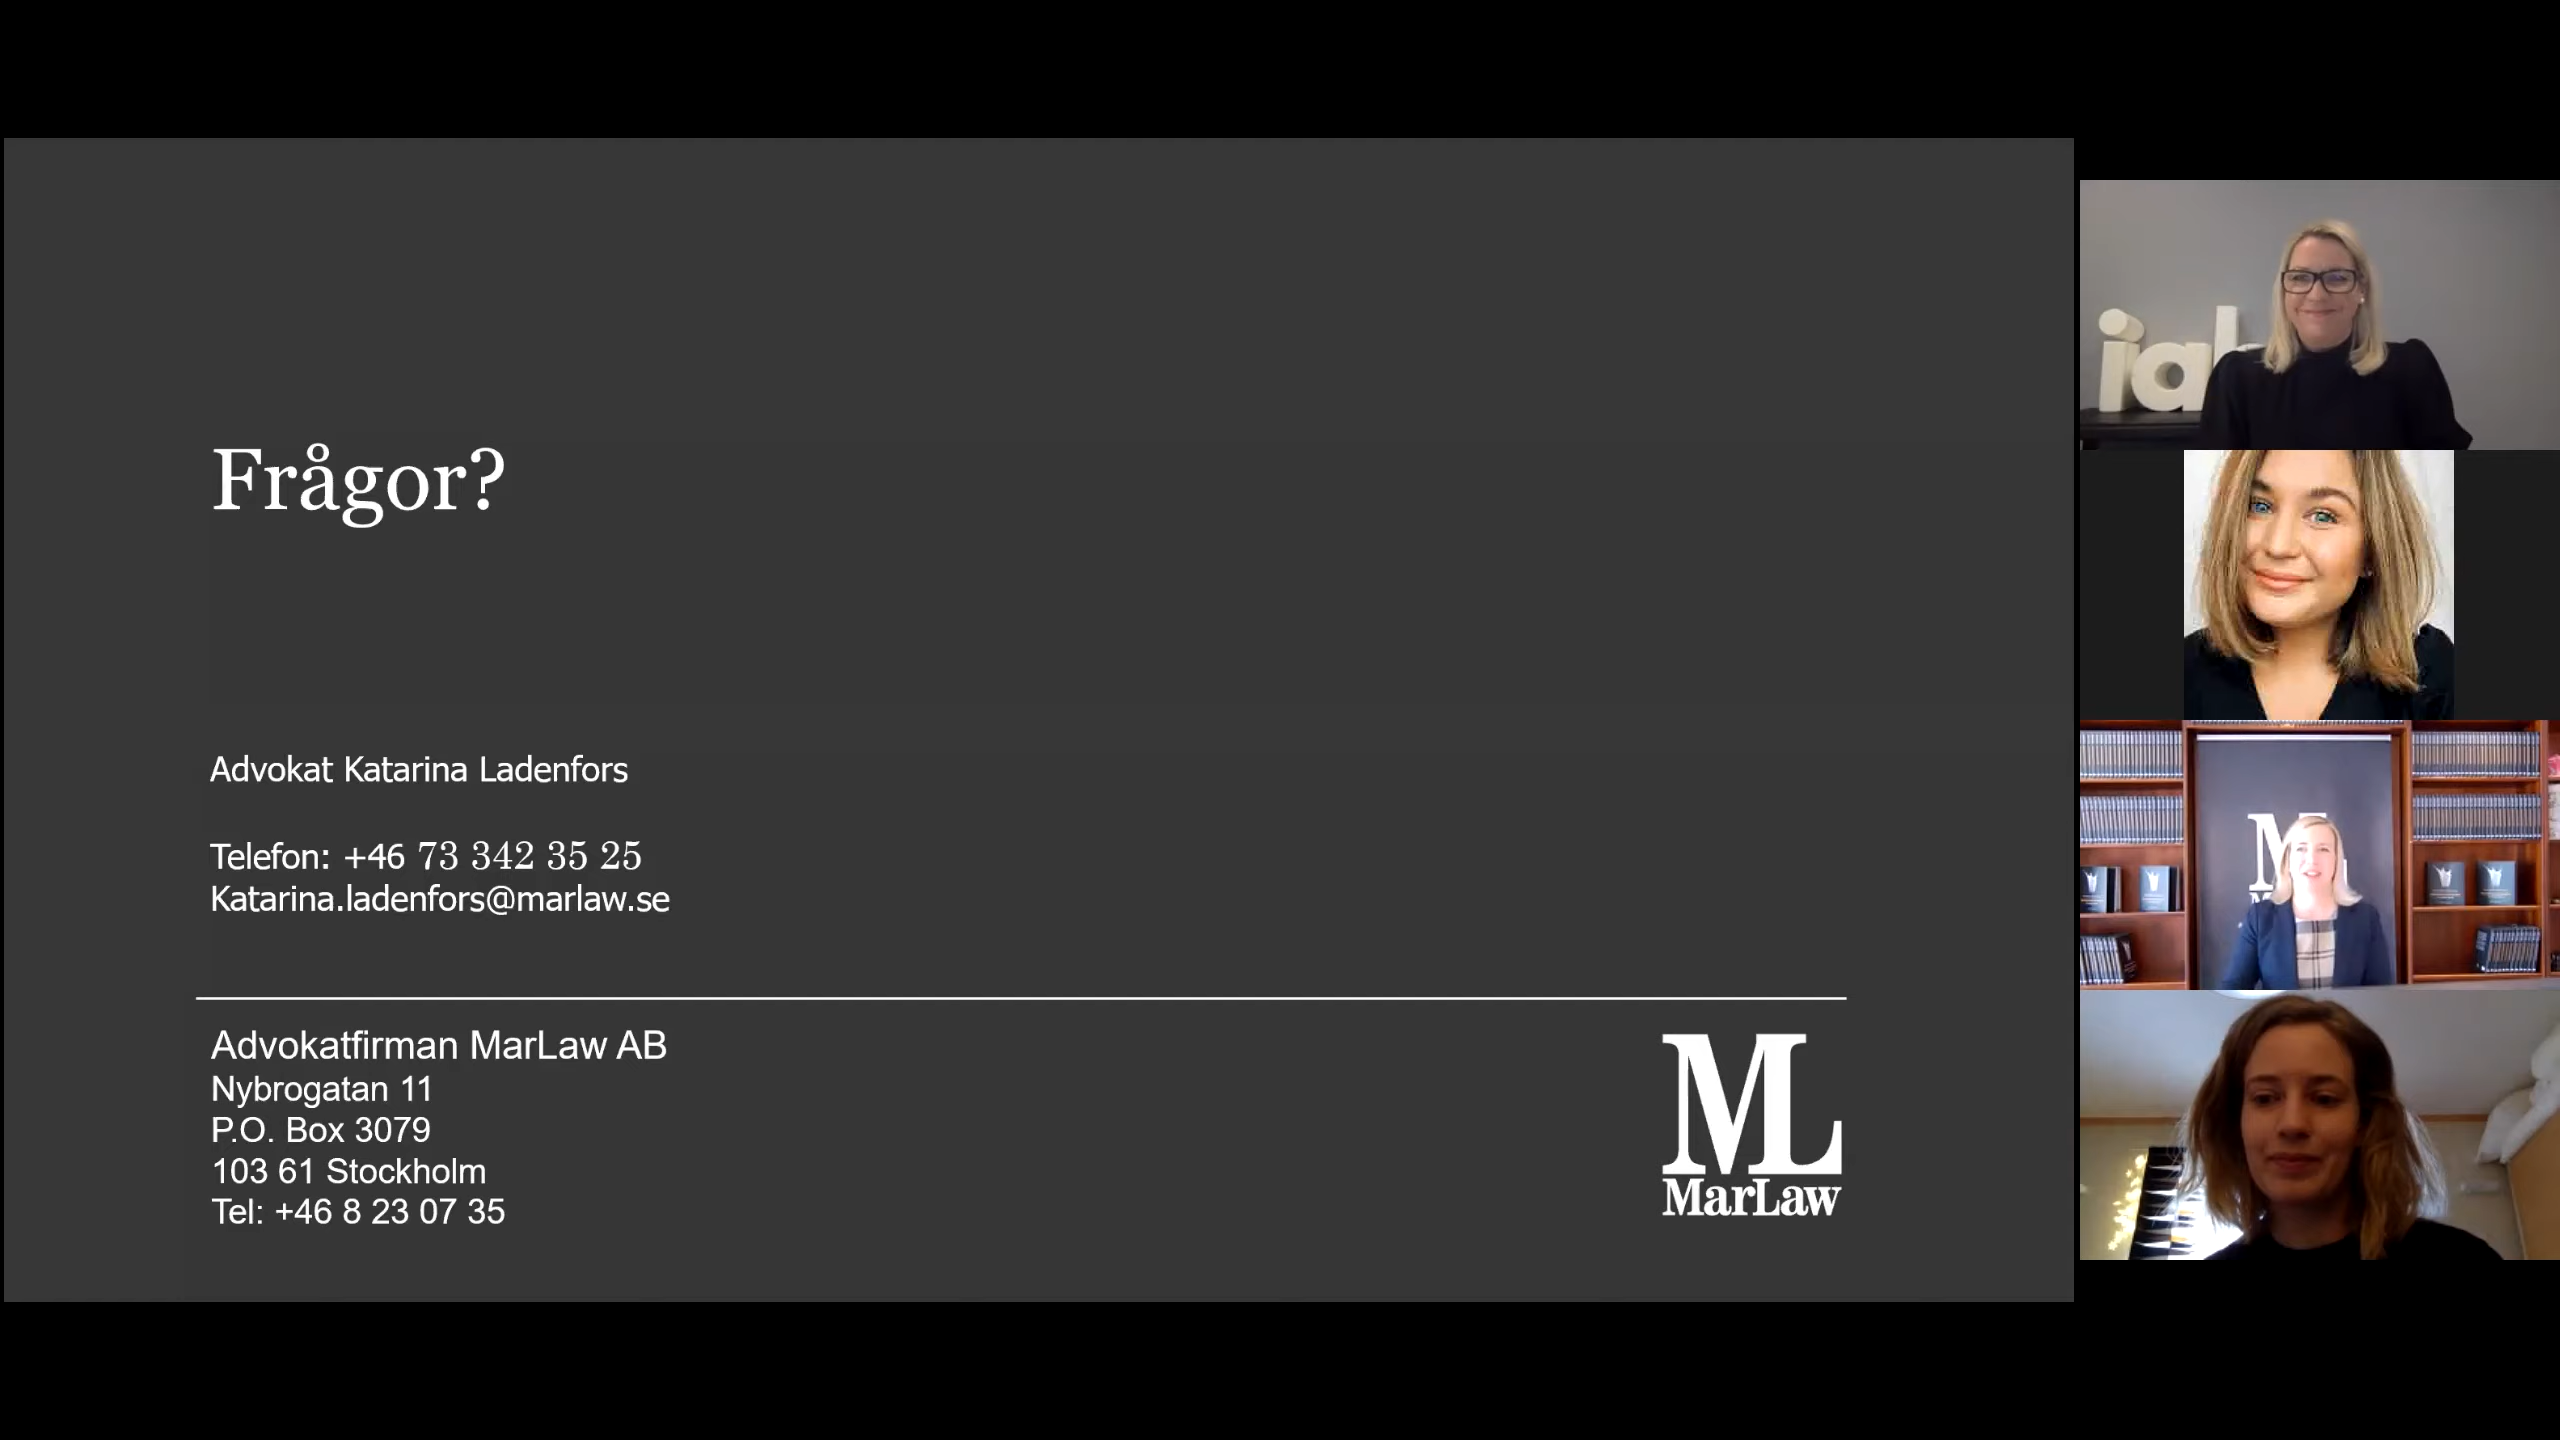 Frågor?
Advokat Katarina Ladenfors
Telefon: +46 73 342 35 25
Katarina.ladenfors@marlaw.se
Advokatfirman MarLaw AB
Nybrogatan 11
P.O. Box 3079
103 61 Stockholm
Tel: +46 8 23 07 35
ML
MarLaw
iab